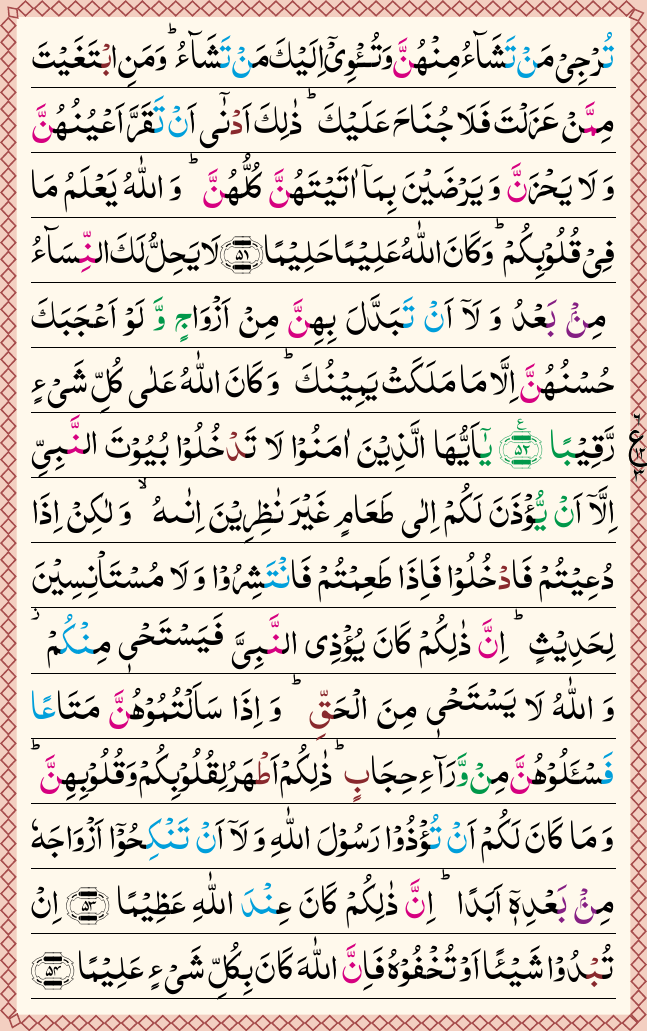 تُرْجِیْ مَنْ تَشَآءُ مِنْهُنَّ وَ تُـْٔوِیْۤ اِلَیْكَ مَنْ تَشَآءُؕ وَ مَنِ ابْتَغَیْتَ
مِمَّنْ عَزَلْتَ فَلَا جُنَاحَ عَلَیْكَؕ ذٰلِكَ اَدْنٰۤى اَنْ تَقَرَّ اَعْیُنُهُنَّ
وَ لَا یَحْزَنَّ وَ یَرْضَیْنَ بِمَاۤ اٰتَیْتَهُنَّ كُلُّهُنَّؕ وَ اللّٰهُ یَعْلَمُ مَا
فِیْ قُلُوْبِكُمْؕ وَ كَانَ اللّٰهُ عَلِیْمًا حَلِیْمًا ﴿۵۱﴾ لَا یَحِلُّ لَكَ النِّسَآءُ
مِنْۢ بَعْدُ وَ لَاۤ اَنْ تَبَدَّلَ بِهِنَّ مِنْ اَزْوَاجٍ وَّ لَوْ اَعْجَبَكَ
حُسْنُهُنَّ اِلَّا مَا مَلَكَتْ یَمِیْنُكَؕ وَ كَانَ اللّٰهُ عَلٰى كُلِّ شَیْءٍ
رَّقِیْبًا ﴿۵۲﴾ۧ یٰۤاَیُّهَا الَّذِیْنَ اٰمَنُوْا لَا تَدْخُلُوْا بُیُوْتَ النَّبِیِّ
اِلَّاۤ اَنْ یُّؤْذَنَ لَكُمْ اِلٰى طَعَامٍ غَیْرَ نٰظِرِیْنَ اِنٰىهُۙ وَ لٰكِنْ اِذَا
دُعِیْتُمْ فَادْخُلُوْا فَاِذَا طَعِمْتُمْ فَانْتَشِرُوْا وَ لَا مُسْتَاْنِسِیْنَ
لِحَدِیْثٍؕ اِنَّ ذٰلِكُمْ كَانَ یُؤْذِی النَّبِیَّ فَیَسْتَحْیٖ مِنْكُمْ٘
وَ اللّٰهُ لَا یَسْتَحْیٖ مِنَ الْحَقِّؕ وَ اِذَا سَاَلْتُمُوْهُنَّ مَتَاعًا
فَسْـَٔلُوْهُنَّ مِنْ وَّرَآءِ حِجَابٍؕ ذٰلِكُمْ اَطْهَرُ لِقُلُوْبِكُمْ وَ قُلُوْبِهِنَّؕ
وَ مَا كَانَ لَكُمْ اَنْ تُؤْذُوْا رَسُوْلَ اللّٰهِ وَ لَاۤ اَنْ تَنْكِحُوْۤا اَزْوَاجَهٗ
مِنْۢ بَعْدِهٖۤ اَبَدًاؕ اِنَّ ذٰلِكُمْ كَانَ عِنْدَ اللّٰهِ عَظِیْمًا ﴿۵۳﴾ اِنْ
تُبْدُوْا شَیْـًٔا اَوْ تُخْفُوْهُ فَاِنَّ اللّٰهَ كَانَ بِكُلِّ شَیْءٍ عَلِیْمًا ﴿۵۴﴾